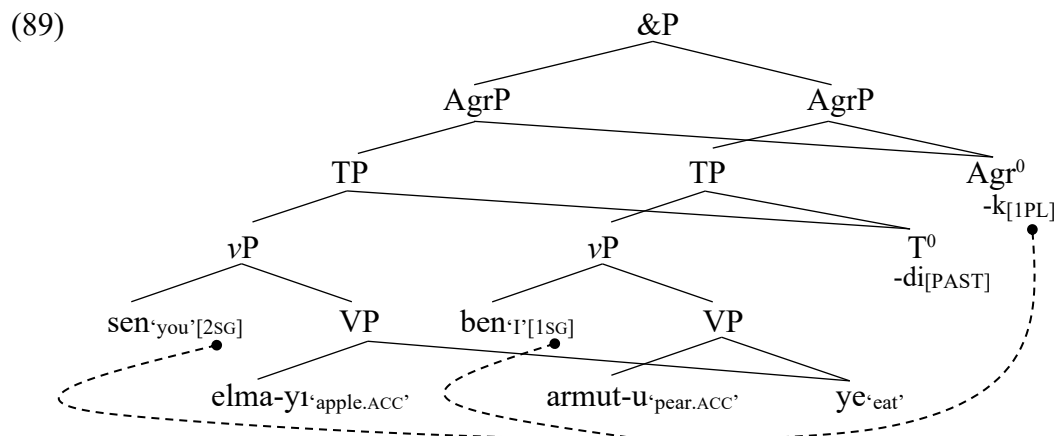 (89) &P
AgrP AgrP
TP TP Agr⁰
-k[1PL]
vP vP T⁰
-di[PAST]
sen‘you’[2SG] VP ben‘I’[1SG] VP
elma-yı‘apple.ACC’ armut-u‘pear.ACC’ ye‘eat’